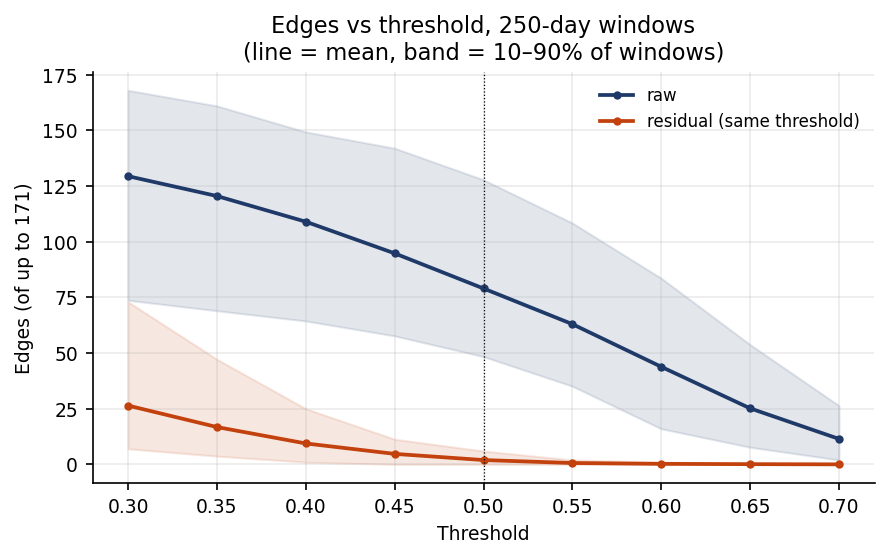 Edges vs threshold, 250-day windows
(line = mean, band = 10–90% of windows)
raw
residual (same threshold)
Edges (of up to 171)
175
150
125
100
75
50
25
0
0.30 0.35 0.40 0.45 0.50 0.55 0.60 0.65 0.70
Threshold